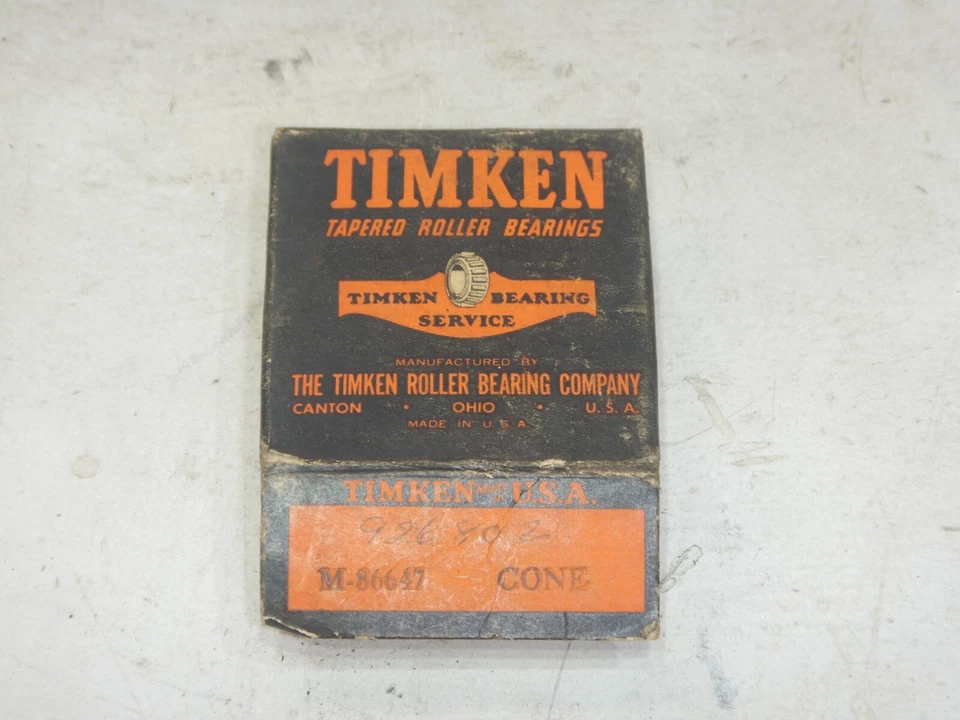 TIMKEN
TAPERED ROLLER BEARINGS
TIMKEN BEARING
SERVICE
MANUFACTURED BY
THE TIMKEN ROLLER BEARING COMPANY
CANTON • OHIO • U.S.A.
MADE IN U.S.A
TIMKEN U.S.A.
M-86647 CONE